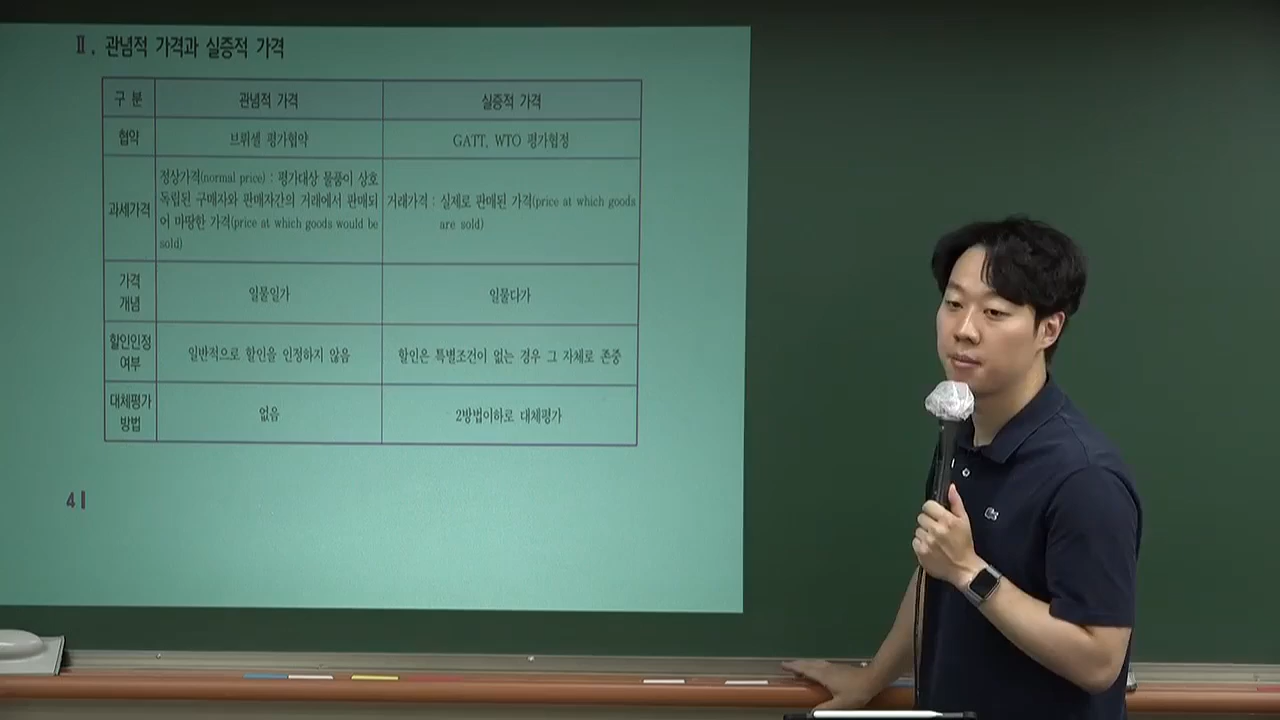 Ⅱ. 관념적 가격과 실증적 가격
구 분 관념적 가격 실증적 가격
협약 브뤼셀 평가협약 GATT, WTO 평가협정
과세가격
정상가격(normal price) : 평가대상 물품이 상호
독립된 구매자와 판매자간의 거래에서 판매되
어 마땅한 가격(price at which goods would be
sold)
거래가격 : 실제로 판매된 가격(price at which goods
are sold)
가격
개념
일물일가
일물다가
할인인정
여부
일반적으로 할인을 인정하지 않음
할인은 특별조건이 없는 경우 그 자체로 존중
대체평가
방법
없음
2방법이하로 대체평가
4